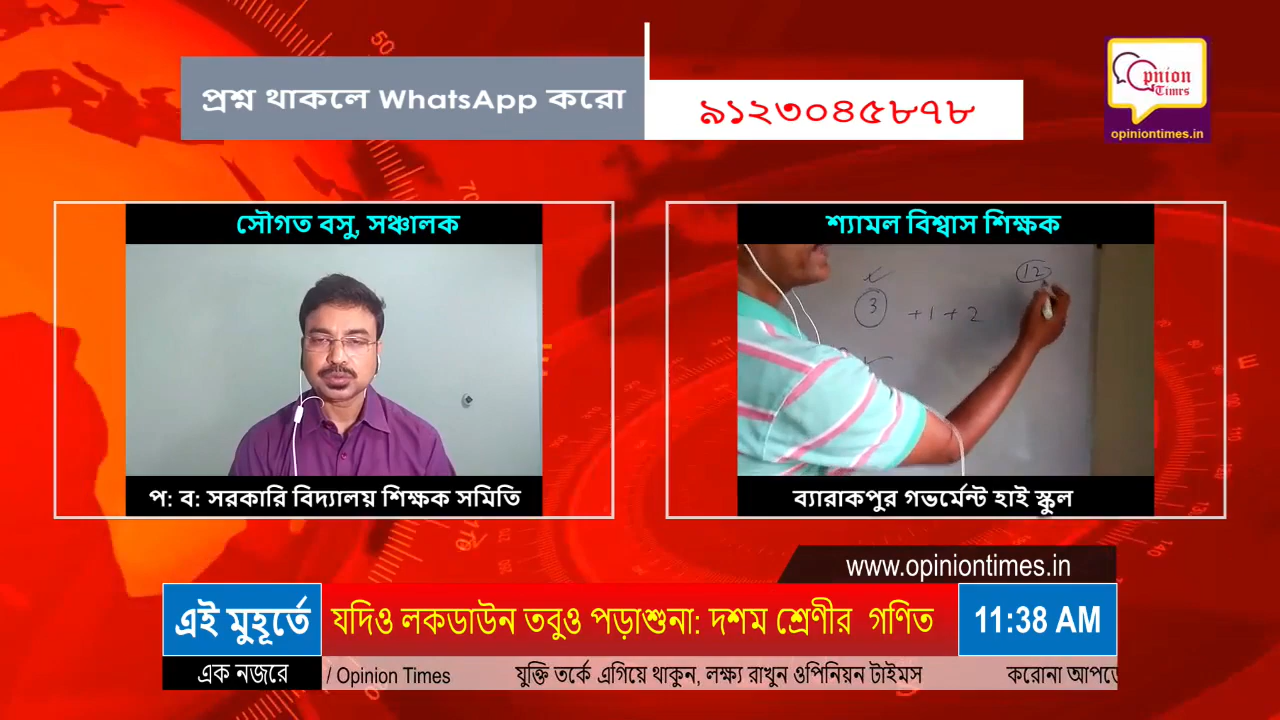 প্রশ্ন থাকলে WhatsApp করো
৯১২৩০৪৫৮৭৮
Opnion
Times
opiniontimes.in
সৌগত বসু, সঞ্চালক
প: ব: সরকারি বিদ্যালয় শিক্ষক সমিতি
শ্যামল বিশ্বাস শিক্ষক
12
3 +1+2
ব্যারাকপুর গভর্মেন্ট হাই স্কুল
www.opiniontimes.in
এই মুহূর্তে
যদিও লকডাউন তবুও পড়াশুনা: দশম শ্রেণীর গণিত
11:38 AM
এক নজরে
/ Opinion Times যুক্তি তর্কে এগিয়ে থাকুন, লক্ষ্য রাখুন ওপিনিয়ন টাইমস করোনা